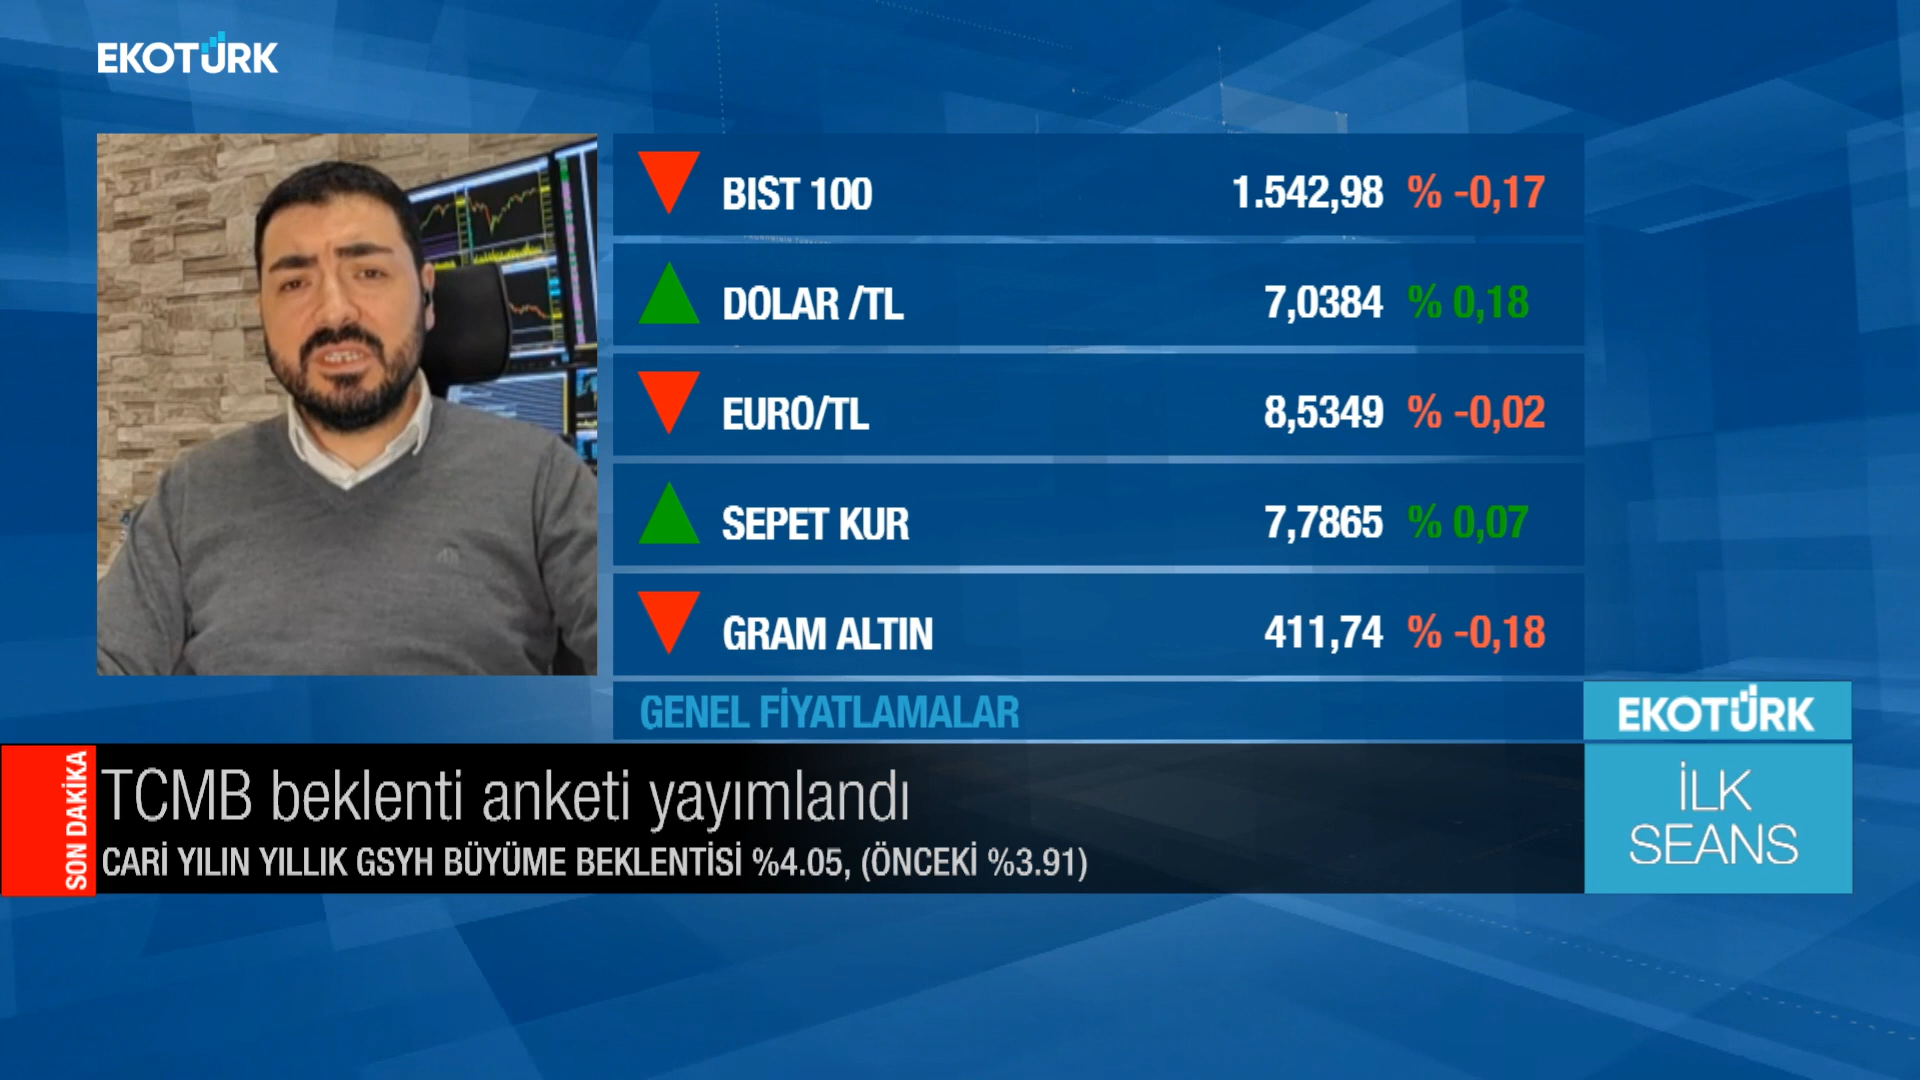 EKOTÜRK
BIST 100 1.542,98 % -0,17
DOLAR /TL 7,0384 % 0,18
EURO/TL 8,5349 % -0,02
SEPET KUR 7,7865 % 0,07
GRAM ALTIN 411,74 % -0,18
GENEL FİYATLAMALAR
EKOTÜRK
İLK
SEANS
SON DAKİKA
TCMB beklenti anketi yayımlandı
CARİ YILIN YILLIK GSYH BÜYÜME BEKLENTİSİ %4.05, (ÖNCEKİ %3.91)